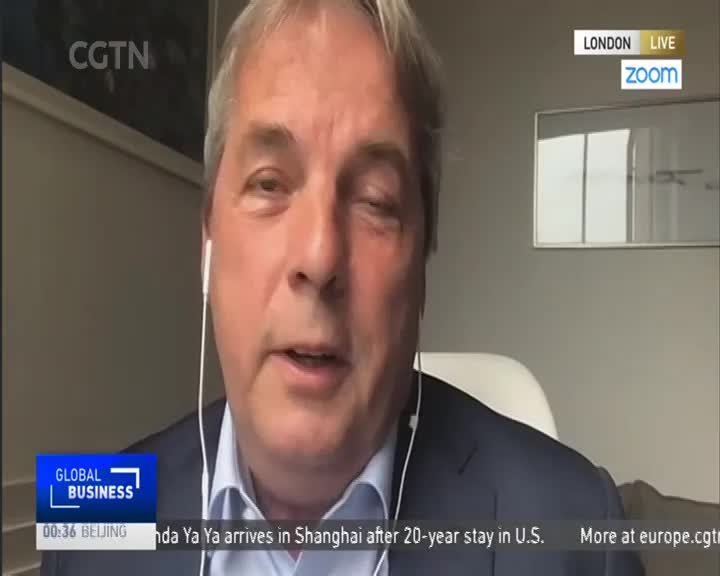 CGTN
LONDON LIVE
zoom
GLOBAL
BUSINESS
00:36 BEIJING
nda Ya Ya arrives in Shanghai after 20-year stay in U.S. More at europe.cgtn